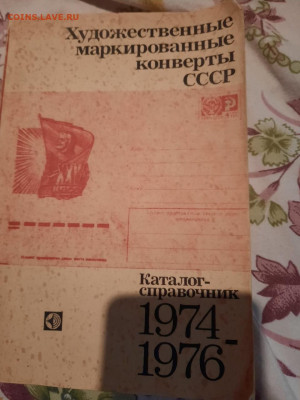 COINS.LAVE.RU
Художественные
маркированные
конверты
СССР
Каталог-
справочник
1974-
1976